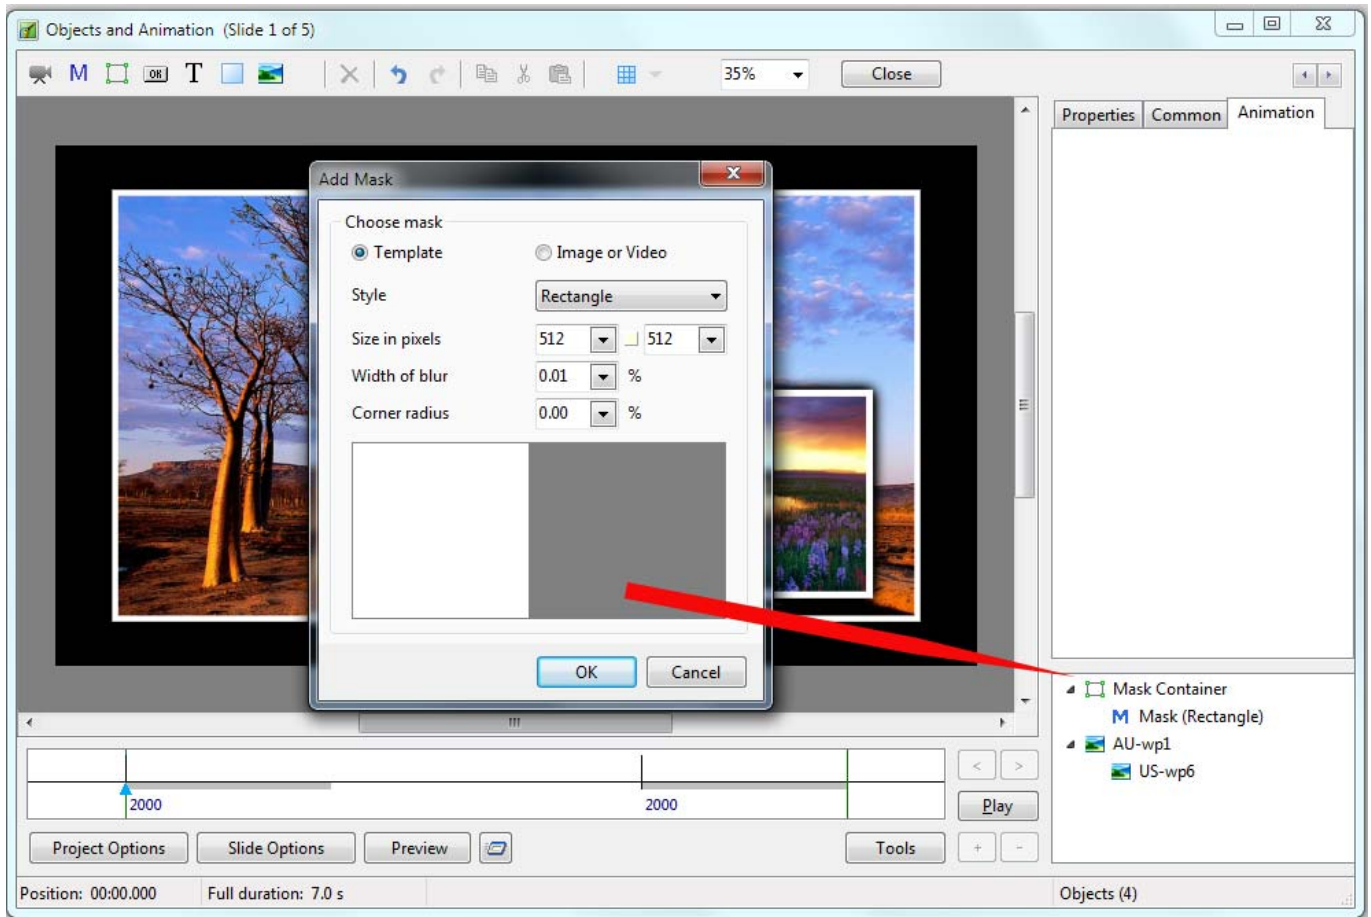 Objects and Animation (Slide 1 of 5)
M OK T 35% Close
Properties Common Animation
Add Mask
Choose mask
Template Image or Video
Style Rectangle
Size in pixels 512 512
Width of blur 0.01 %
Corner radius 0.00 %
OK Cancel
Mask Container
M Mask (Rectangle)
AU-wp1
US-wp6
2000 2000
< >
Play
Project Options Slide Options Preview Tools + -
Position: 00:00.000 Full duration: 7.0 s Objects (4)